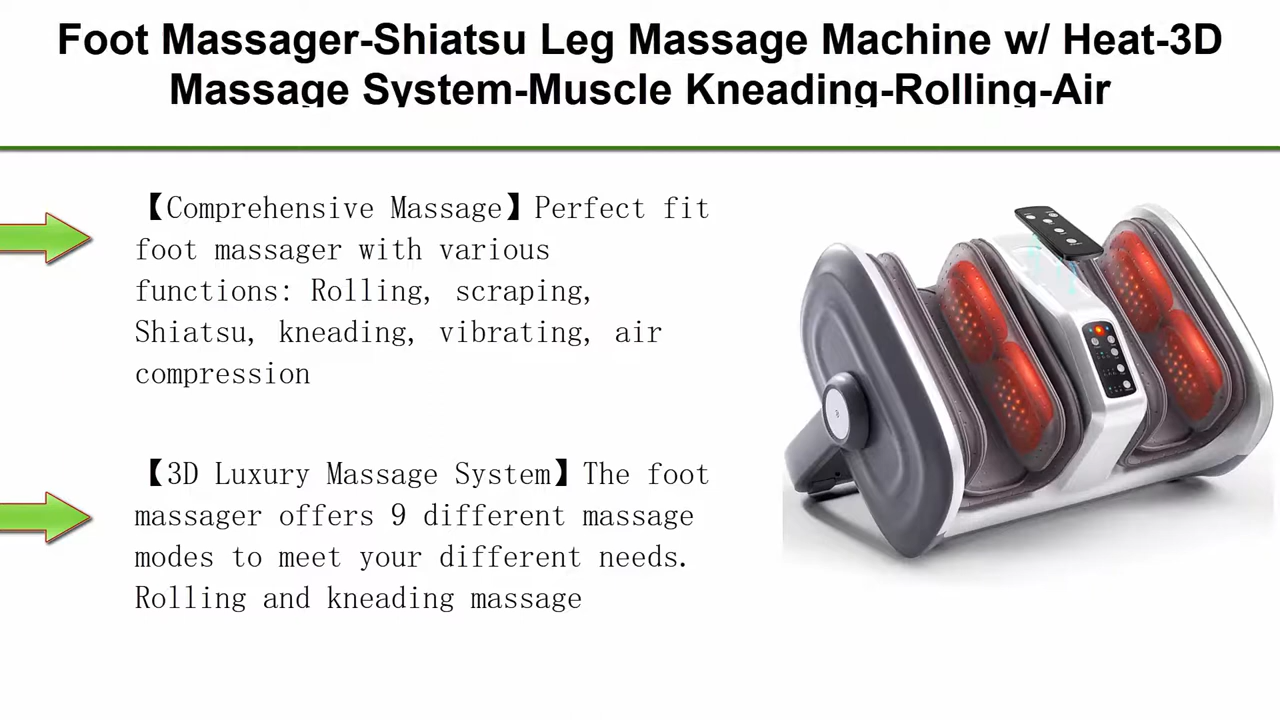 Foot Massager-Shiatsu Leg Massage Machine w/ Heat-3D
Massage System-Muscle Kneading-Rolling-Air
【Comprehensive Massage】Perfect fit
foot massager with various
functions: Rolling, scraping,
Shiatsu, kneading, vibrating, air
compression
【3D Luxury Massage System】The foot
massager offers 9 different massage
modes to meet your different needs.
Rolling and kneading massage